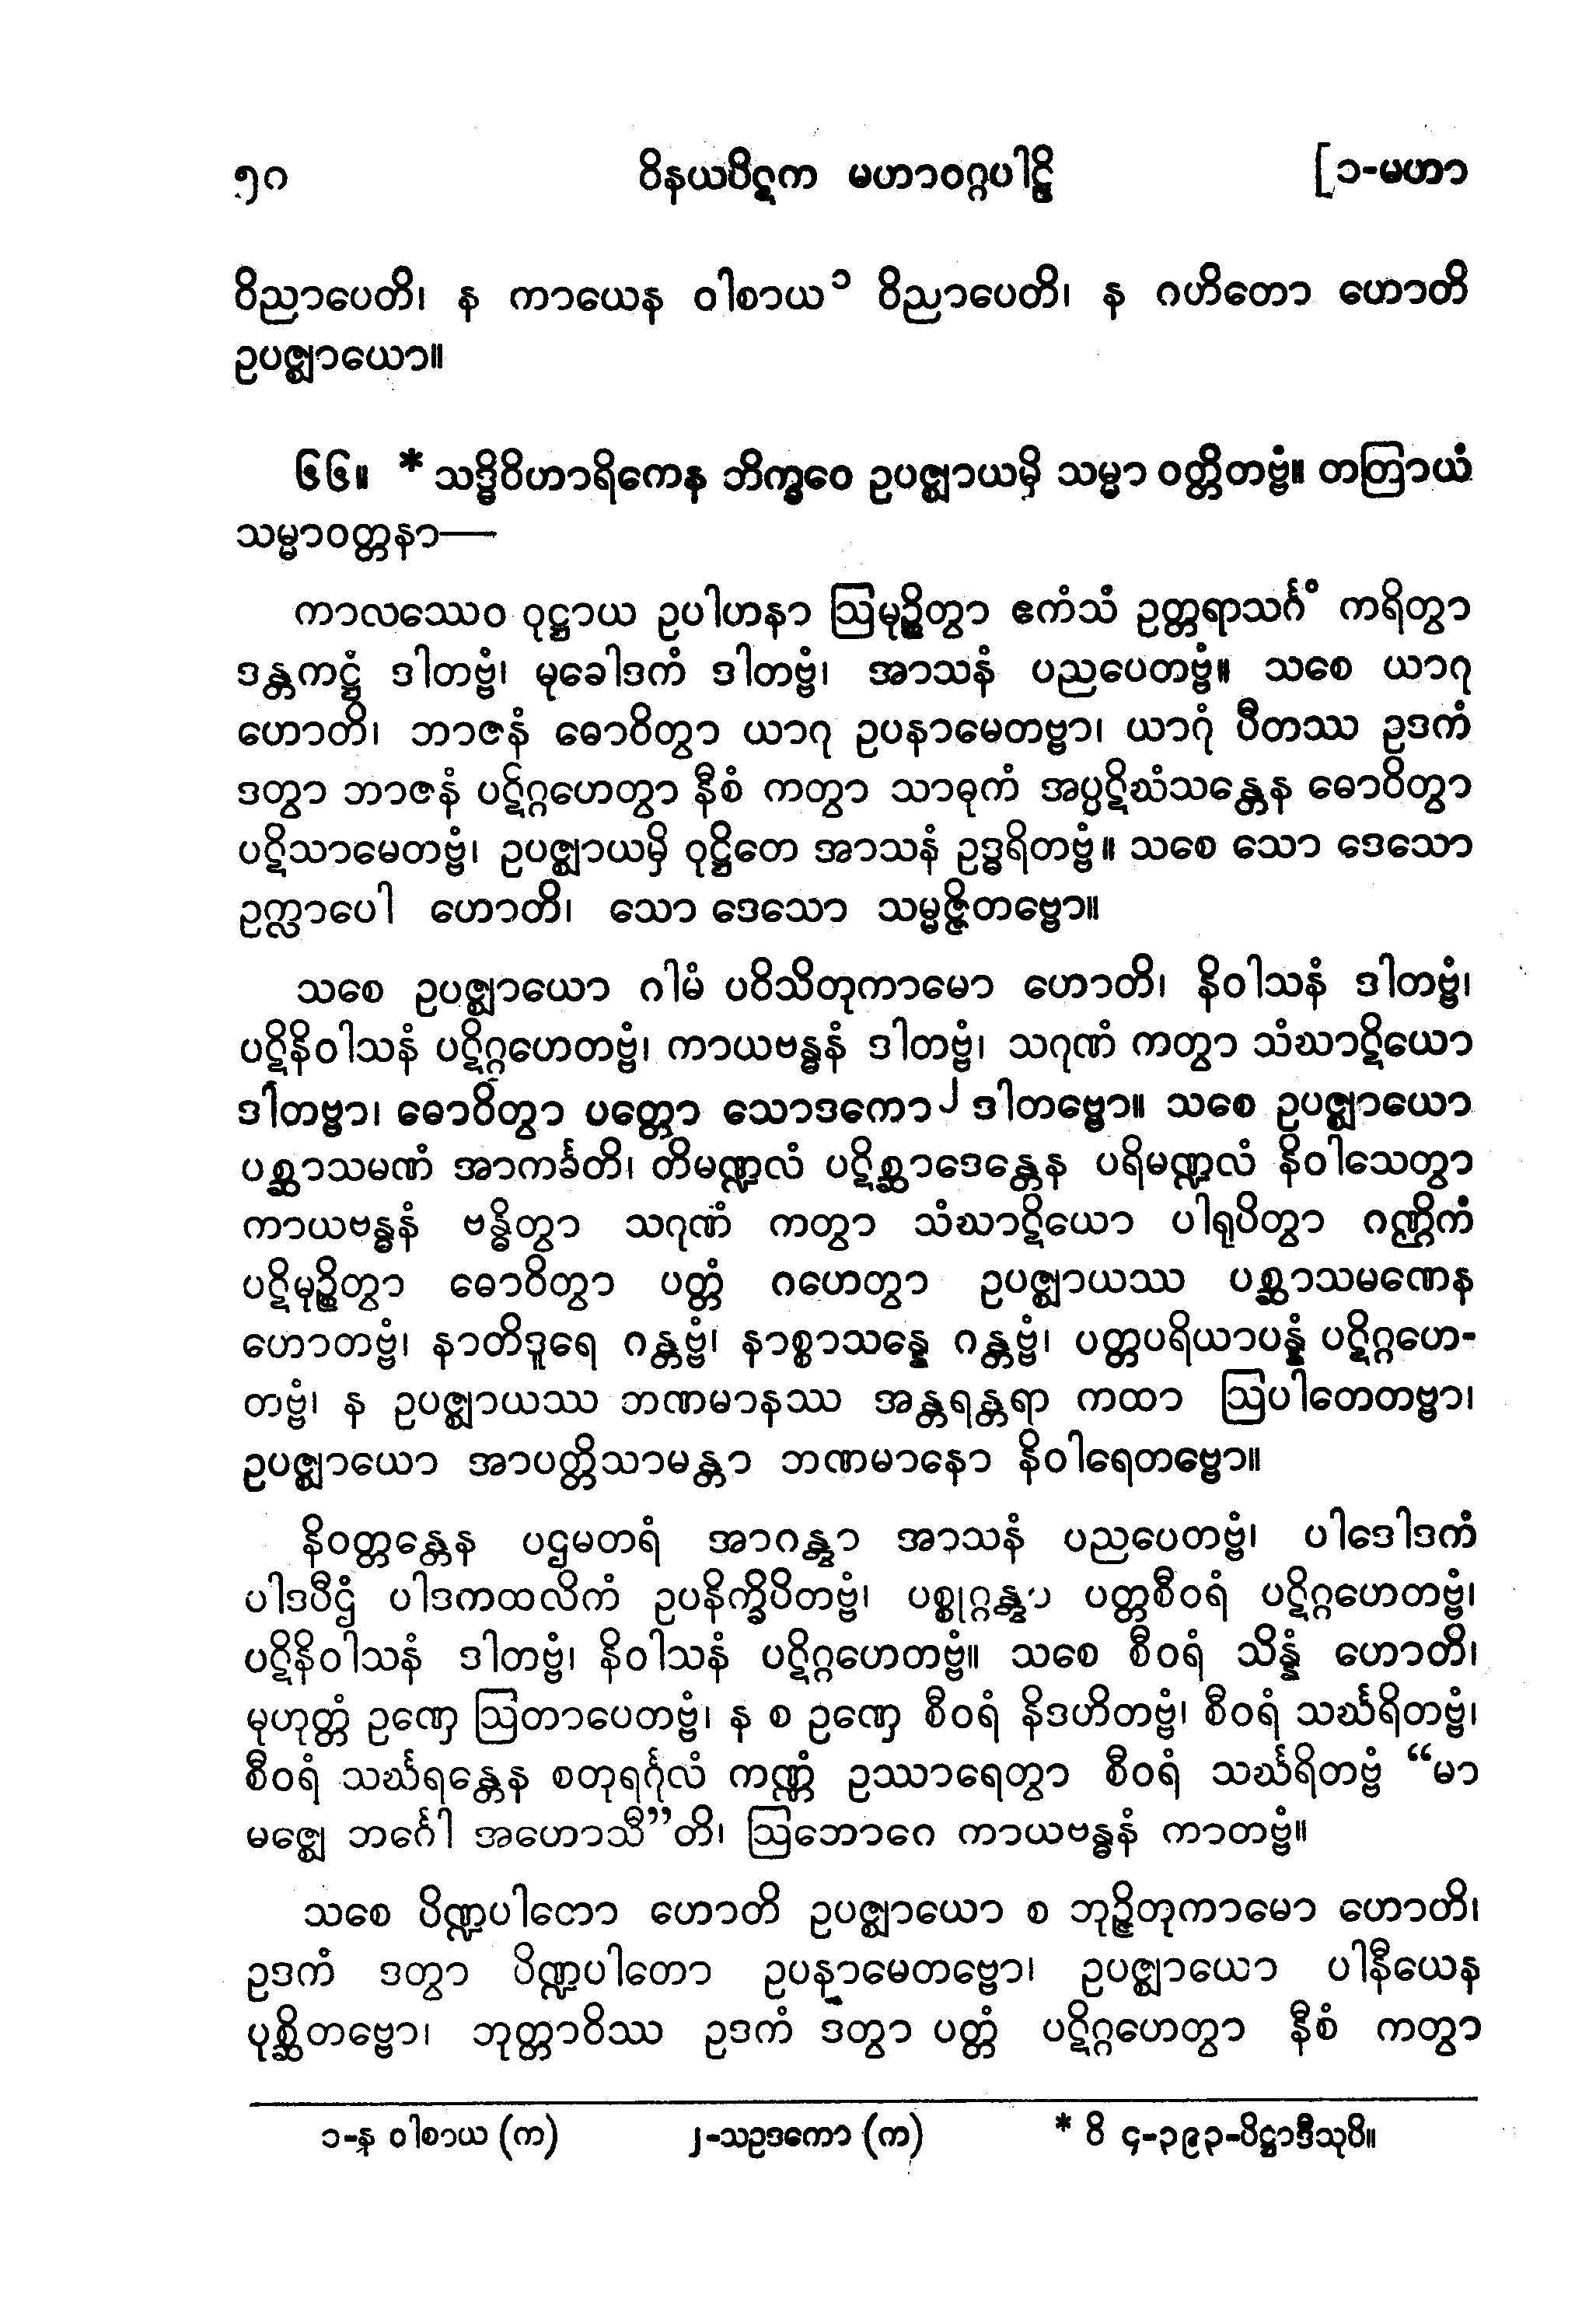 ၅ဂ ဝိနယပိဋက မဟာဝဂ္ဂပါဠိ [၁-မဟာ
ဝိညာပေတိ၊ န ကာယေန ဝါစာယ၁ ဝိညာပေတိ၊ န ဂဟိတော ဟောတိ
ဥပဇ္ဈာယော။
၆၆။ * သဒ္ဓိဝိဟာရိကေန ဘိက္ခဝေ ဥပဇ္ဈာယမှိ သမ္မာ ဝတ္တိတဗ္ဗံ။ တတြာယံ
သမ္မာဝတ္တနာ—
ကာလဿေဝ ဝုဋ္ဌာယ ဥပါဟနာ ဩမုဉ္စိတွာ ဧကံသံ ဥတ္တရာသင်္ဂံ ကရိတွာ
ဒန္တကဋ္ဌံ ဒါတဗ္ဗံ၊ မုခေါဒကံ ဒါတဗ္ဗံ၊ အာသနံ ပညပေတဗ္ဗံ။ သစေ ယာဂု
ဟောတိ၊ ဘာဇနံ ဓောဝိတွာ ယာဂု ဥပနာမေတဗ္ဗာ၊ ယာဂုံ ပီတဿ ဥဒကံ
ဒတွာ ဘာဇနံ ပဋိဂ္ဂဟေတွာ နီစံ ကတွာ သာဓုကံ အပ္ပဋိဃံသန္တေန ဓောဝိတွာ
ပဋိသာမေတဗ္ဗံ၊ ဥပဇ္ဈာယမှိ ဝုဋ္ဌိတေ အာသနံ ဥဒ္ဓရိတဗ္ဗံ။ သစေ သော ဒေသော
ဥက္လာပေါ ဟောတိ၊ သော ဒေသော သမ္မဇ္ဇိတဗ္ဗော။
သစေ ဥပဇ္ဈာယော ဂါမံ ပဝိသိတုကာမော ဟောတိ၊ နိဝါသနံ ဒါတဗ္ဗံ၊
ပဋိနိဝါသနံ ပဋိဂ္ဂဟေတဗ္ဗံ၊ ကာယဗန္ဓနံ ဒါတဗ္ဗံ၊ သဂုဏံ ကတွာ သံဃာဋိယော
ဒါတဗ္ဗာ၊ ဓောဝိတွာ ပတ္တော သောဒကော၂ ဒါတဗ္ဗော။ သစေ ဥပဇ္ဈာယော
ပစ္ဆာသမဏံ အာကင်္ခတိ၊ တိမဏ္ဍလံ ပဋိစ္ဆာဒေန္တေန ပရိမဏ္ဍလံ နိဝါသေတွာ
ကာယဗန္ဓနံ ဗန္ဓိတွာ သဂုဏံ ကတွာ သံဃာဋိယော ပါရုပိတွာ ဂဏ္ဌိကံ
ပဋိမုဉ္စိတွာ ဓောဝိတွာ ပတ္တံ ဂဟေတွာ ဥပဇ္ဈာယဿ ပစ္ဆာသမဏေန
ဟောတဗ္ဗံ၊ နာတိဒူရေ ဂန္တဗ္ဗံ၊ နာစ္စာသန္နေ ဂန္တဗ္ဗံ၊ ပတ္တပရိယာပန္နံ ပဋိဂ္ဂဟေ-
တဗ္ဗံ၊ န ဥပဇ္ဈာယဿ ဘဏမာနဿ အန္တရန္တရာ ကထာ ဩပါတေတဗ္ဗာ၊
ဥပဇ္ဈာယော အာပတ္တိသာမန္တာ ဘဏမာနော နိဝါရေတဗ္ဗော။
နိဝတ္တန္တေန ပဌမတရံ အာဂန္တွာ အာသနံ ပညပေတဗ္ဗံ၊ ပါဒေါဒကံ
ပါဒပီဌံ ပါဒကထလိကံ ဥပနိက္ခိပိတဗ္ဗံ၊ ပစ္စုဂ္ဂန္တွာ ပတ္တစီဝရံ ပဋိဂ္ဂဟေတဗ္ဗံ၊
ပဋိနိဝါသနံ ဒါတဗ္ဗံ၊ နိဝါသနံ ပဋိဂ္ဂဟေတဗ္ဗံ။ သစေ စီဝရံ သိန္နံ ဟောတိ၊
မုဟုတ္တံ ဥဏှေ ဩတာပေတဗ္ဗံ၊ န စ ဥဏှေ စီဝရံ နိဒဟိတဗ္ဗံ၊ စီဝရံ သင်္ဃရိတဗ္ဗံ၊
စီဝရံ သင်္ဃရန္တေန စတုရင်္ဂုလံ ကဏ္ဏံ ဥဿာရေတွာ စီဝရံ သင်္ဃရိတဗ္ဗံ “မာ
မဇ္ဈေ ဘင်္ဂေါ အဟောသီ”တိ၊ ဩဘောဂေ ကာယဗန္ဓနံ ကာတဗ္ဗံ။
သစေ ပိဏ္ဍပါတော ဟောတိ ဥပဇ္ဈာယော စ ဘုဉ္ဇိတုကာမော ဟောတိ၊
ဥဒကံ ဒတွာ ပိဏ္ဍပါတော ဥပနာမေတဗ္ဗော၊ ဥပဇ္ဈာယော ပါနီယေန
ပုစ္ဆိတဗ္ဗော၊ ဘုတ္တာဝိဿ ဥဒကံ ဒတွာ ပတ္တံ ပဋိဂ္ဂဟေတွာ နီစံ ကတွာ
၁-န ဝါစာယ (က) ၂-သဥဒကော (က) * ဝိ ၄-၃၉၃-ပိဋ္ဌာဒီသုပိ။